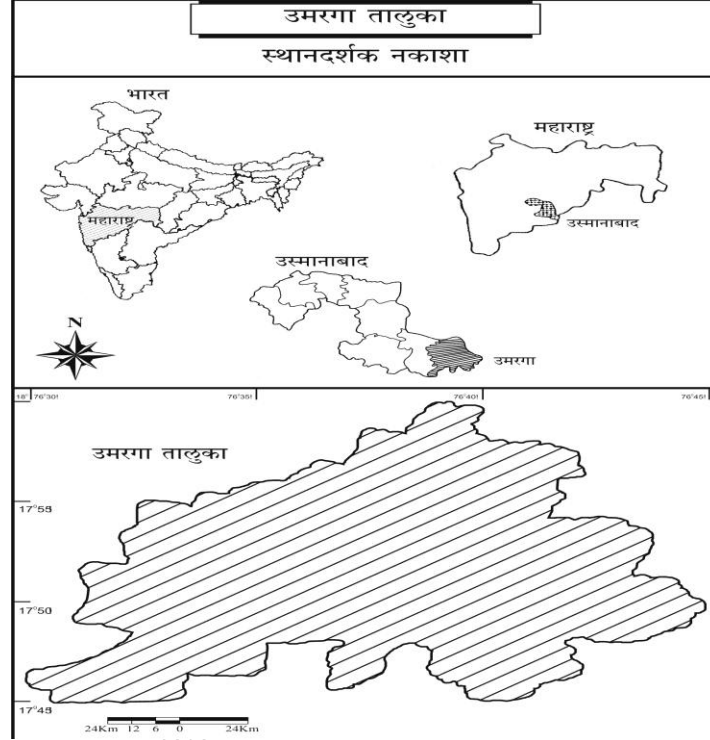 उमरगा तालुका
स्थानदर्शक नकाशा
भारत
महाराष्ट्र
महाराष्ट्र
उस्मानाबाद
उस्मानाबाद
N
उमरगा
18° 76°30' 76°35' 76°40' 76°45'
उमरगा तालुका
17°55'
17°50'
17°45'
24Km 12 6 0 24Km